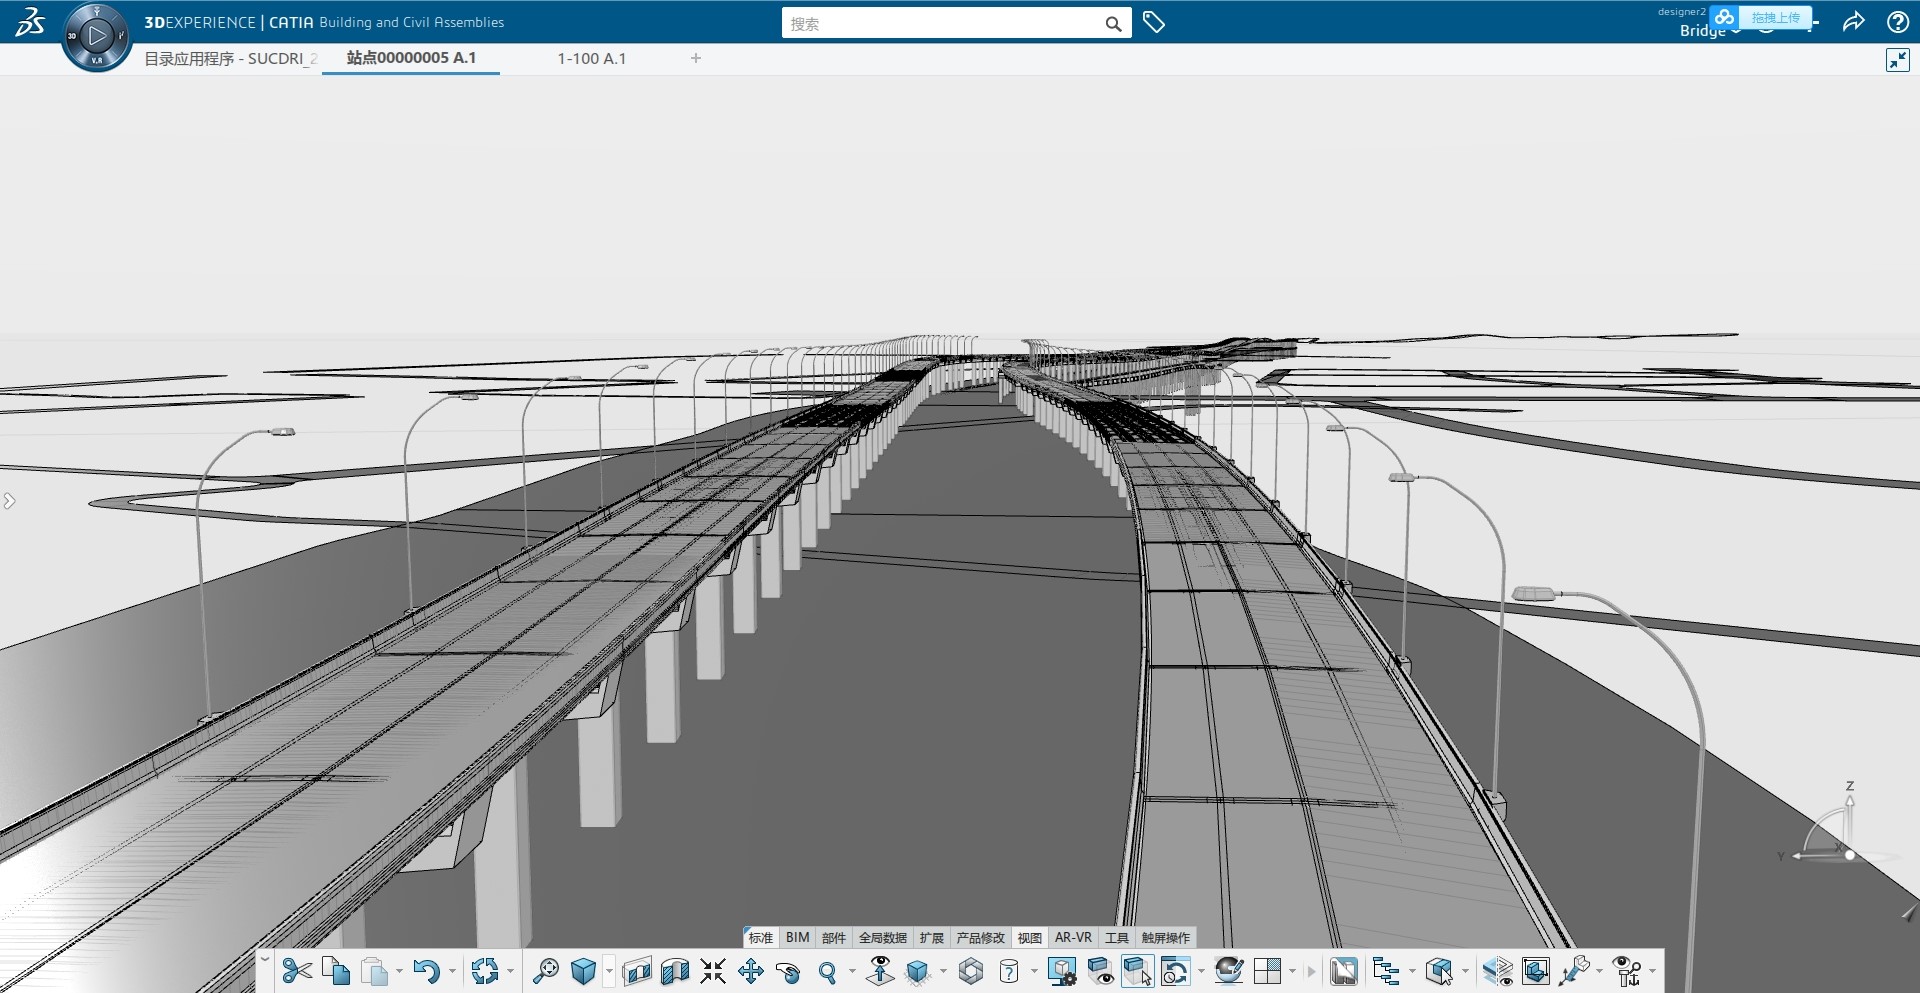 3DEXPERIENCE | CATIA Building and Civil Assemblies
搜索
designer2
Bridge
拖拽上传
3D
V.R
目录应用程序 - SUCDRI_2
站点00000005 A.1
1-100 A.1
+
Z
Y
X
标准 BIM 部件 全局数据 扩展 产品修改 视图 AR-VR 工具 触屏操作